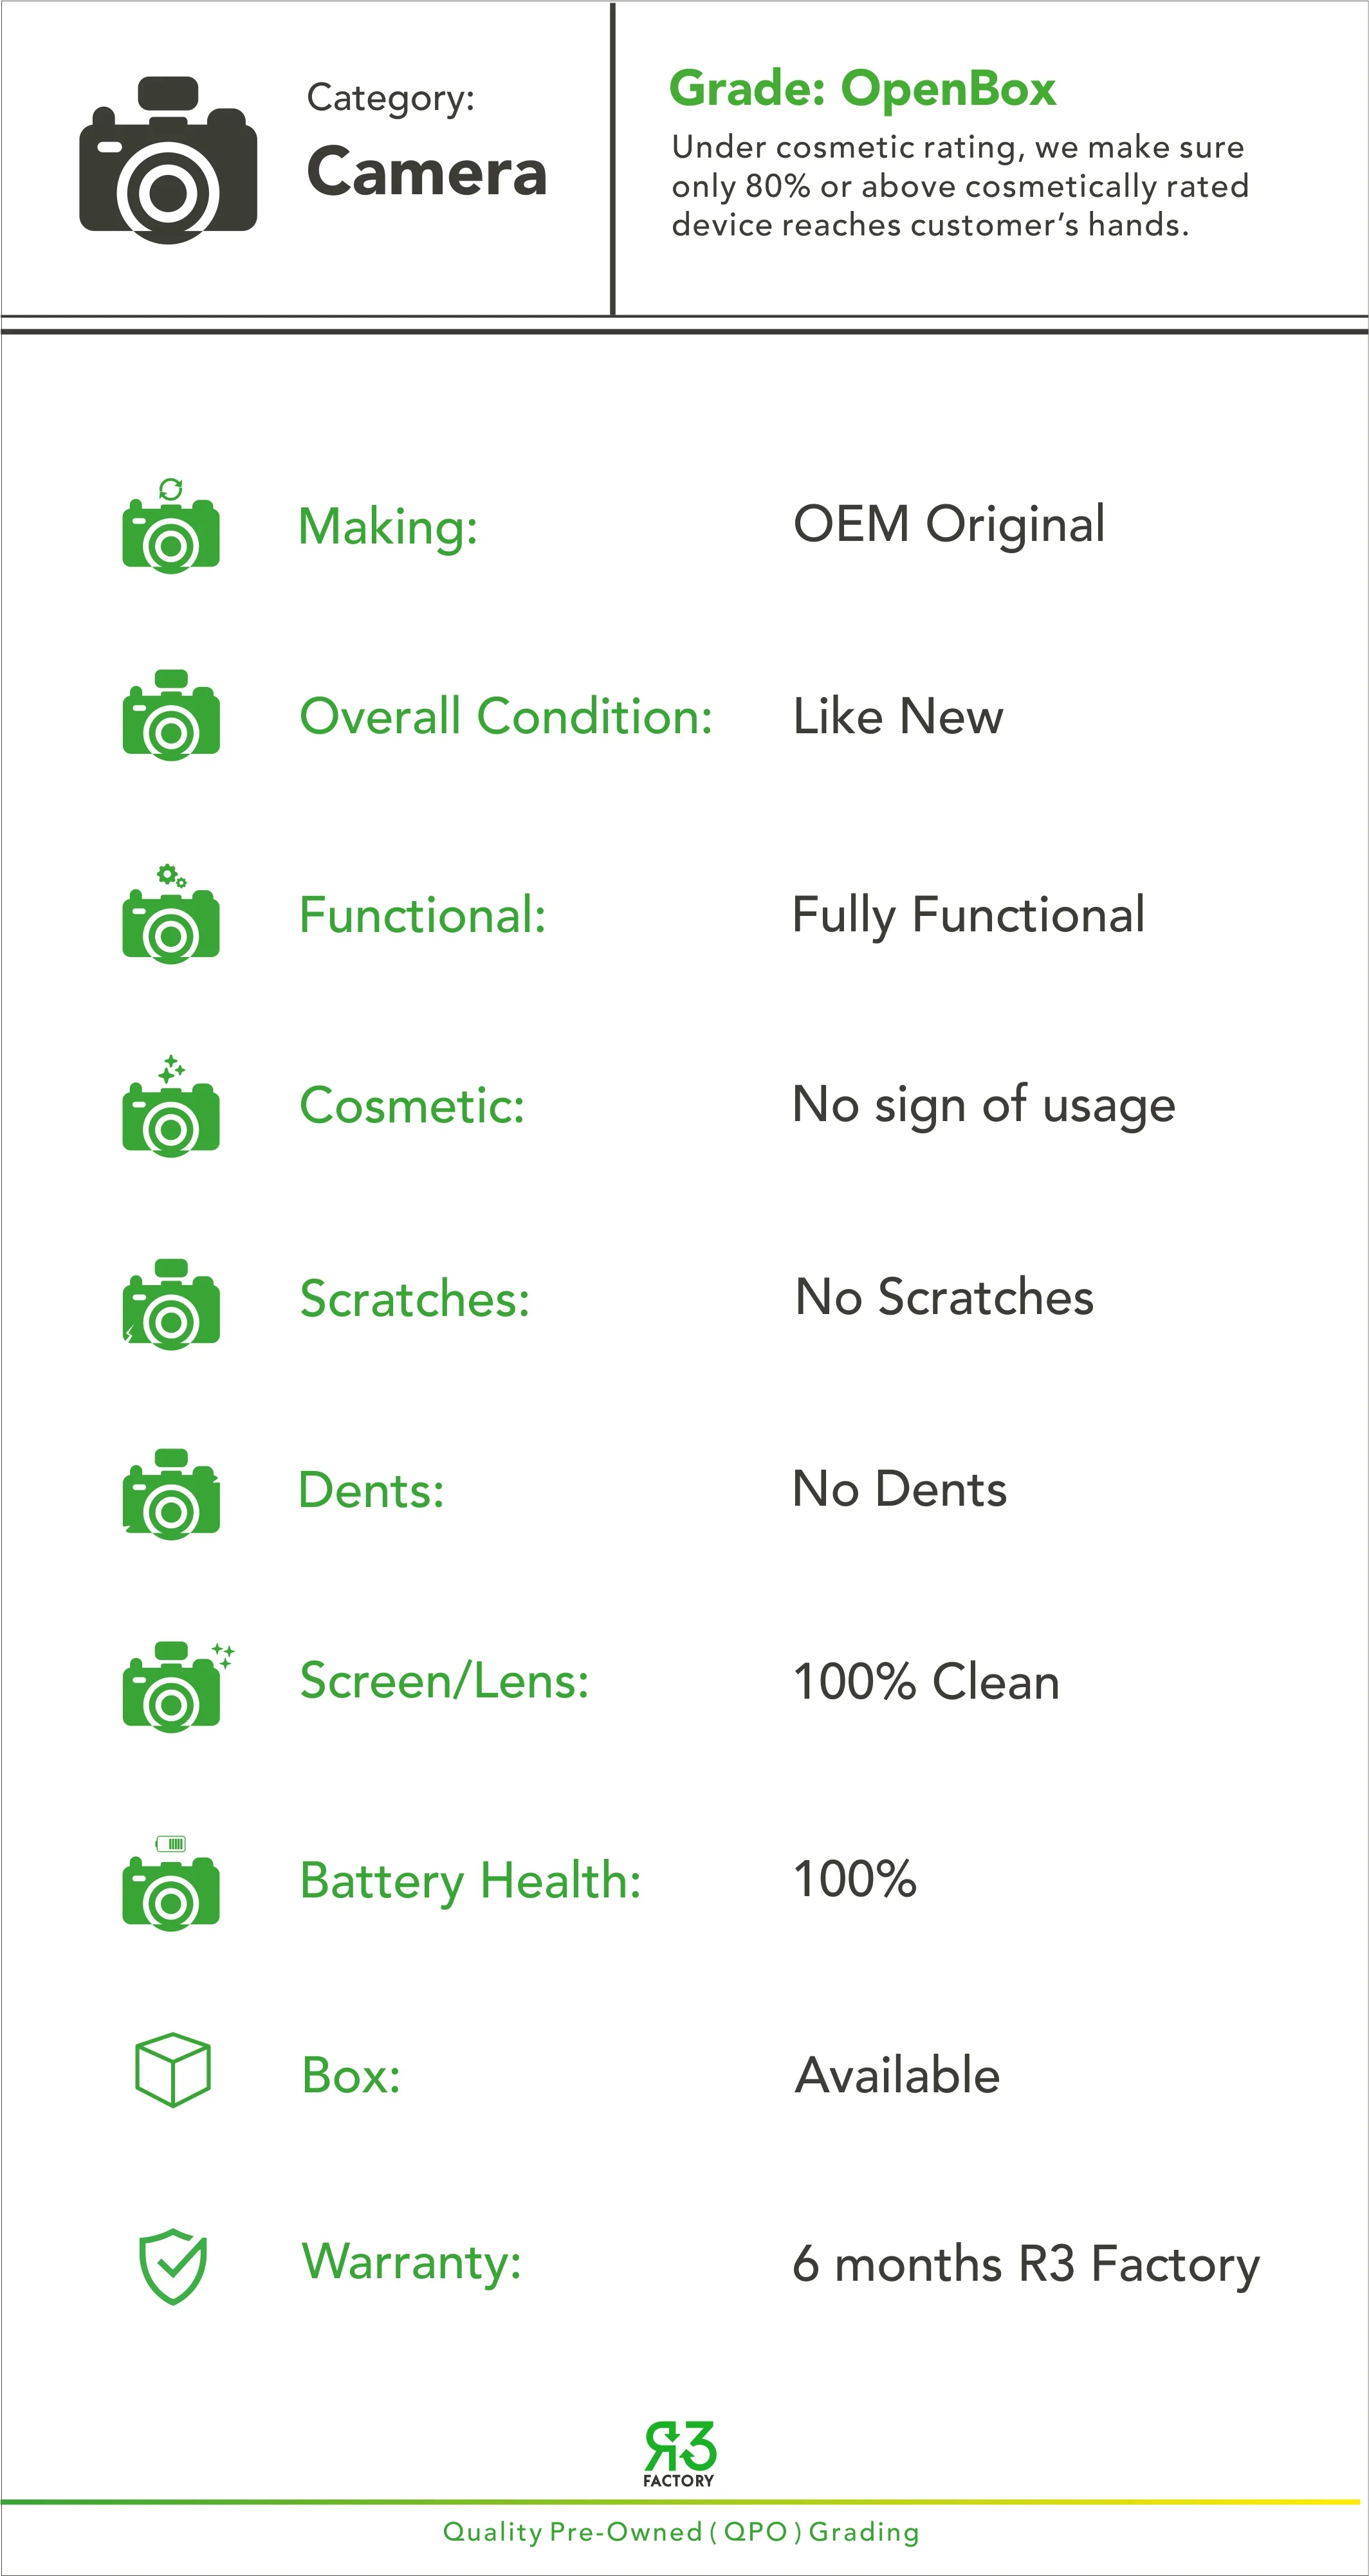 Category:
Camera
Grade: OpenBox
Under cosmetic rating, we make sure
only 80% or above cosmetically rated
device reaches customer’s hands.
Making: OEM Original
Overall Condition: Like New
Functional: Fully Functional
Cosmetic: No sign of usage
Scratches: No Scratches
Dents: No Dents
Screen/Lens: 100% Clean
Battery Health: 100%
Box: Available
Warranty: 6 months R3 Factory
R3
FACTORY
Quality Pre-Owned ( QPO ) Grading